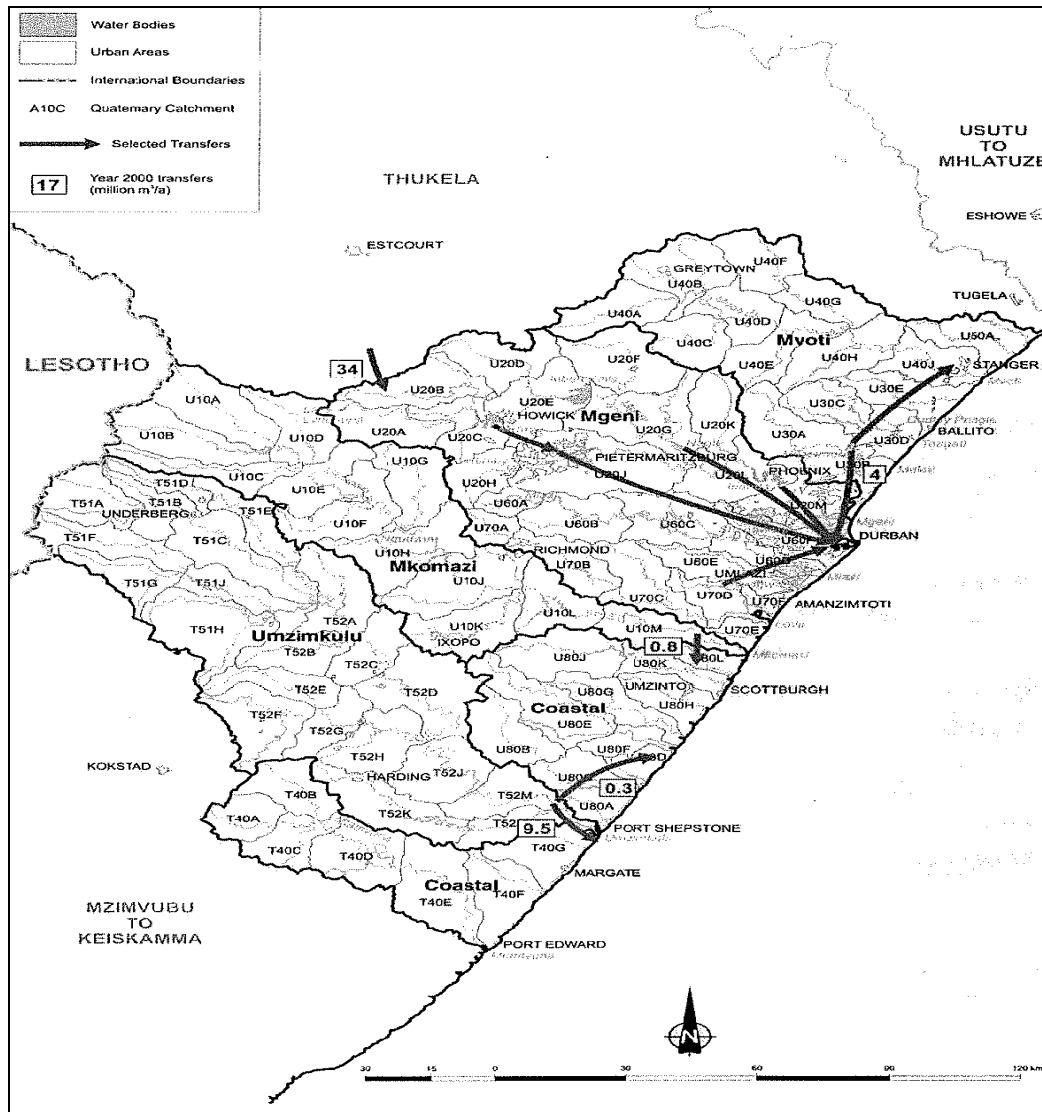 Water Bodies
Urban Areas
International Boundaries
A10C Quaternary Catchment
Selected Transfers
17 Year 2000 transfers
(million m³/a)
USUTU
TO
MHLATUZE
THUKELA
ESHOWE
ESTCOURT
TUGELA
U40F
GREYTOWN
U40B
U40G
U40A
U40D
U50A
Mvoti
U40C
U40H
U40E
U40J
STANGER
LESOTHO
34
U20D
U20F
U20B
U20E
HOWICK
Mgeni
U30E
U30C
BALLITO
U10A
U20A
U20C
U20G
U20K
U30A
U30D
U10B
U10D
U10G
PIETERMARITZBURG
U20J
PHOENIX
4
U10C
U10E
U20H
U20M
T51D
T51A
T51B
T51E
UNDERBERG
U60A
U10F
U70A
U60B
U60C
DURBAN
T51F
T51C
RICHMOND
U10H
U70B
U60E
Mkomazi
UMLAZI
T51G
T51J
U10J
U70C
U70D
U70F
AMANZIMTOTI
T51H
T52A
U10L
Umzimkulu
U10K
U10M
U70E
IXOPO
T52B
0.8
T52C
U80J
U80K
80L
T52E
T52D
U80G
UMZINTO
SCOTTBURGH
Coastal
U80H
T52F
U80E
T52G
U80B
U80F
KOKSTAD
T52H
HARDING
T52J
0.3
T40B
T52M
U80A
T40A
T52K
9.5
PORT SHEPSTONE
T40C
T40D
T40G
MARGATE
Coastal
T40E
T40F
MZIMVUBU
TO
KEISKAMMA
PORT EDWARD
N
30 15 0 30 60 90 120 km